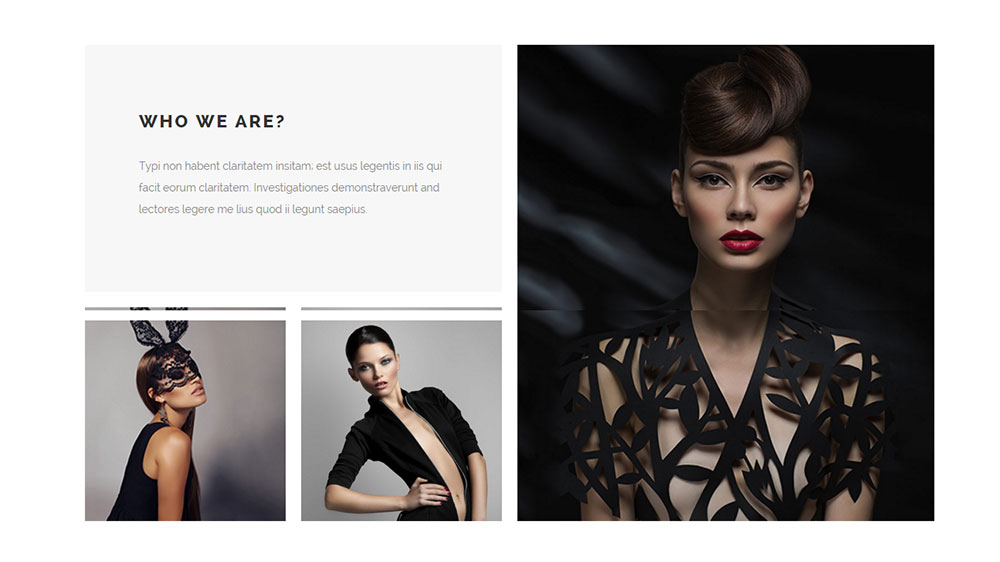 WHO WE ARE?
Typi non habent claritatem insitam; est usus legentis in iis qui
facit eorum claritatem. Investigationes demonstraverunt and
lectores legere me lius quod ii legunt saepius.